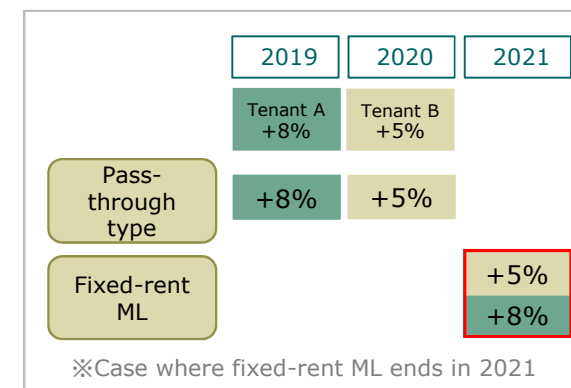 2019
2020
2021
Tenant A
+8%
Tenant B
+5%
Pass-
through
type
+8%
+5%
Fixed-rent
ML
+5%
+8%
※Case where fixed-rent ML ends in 2021